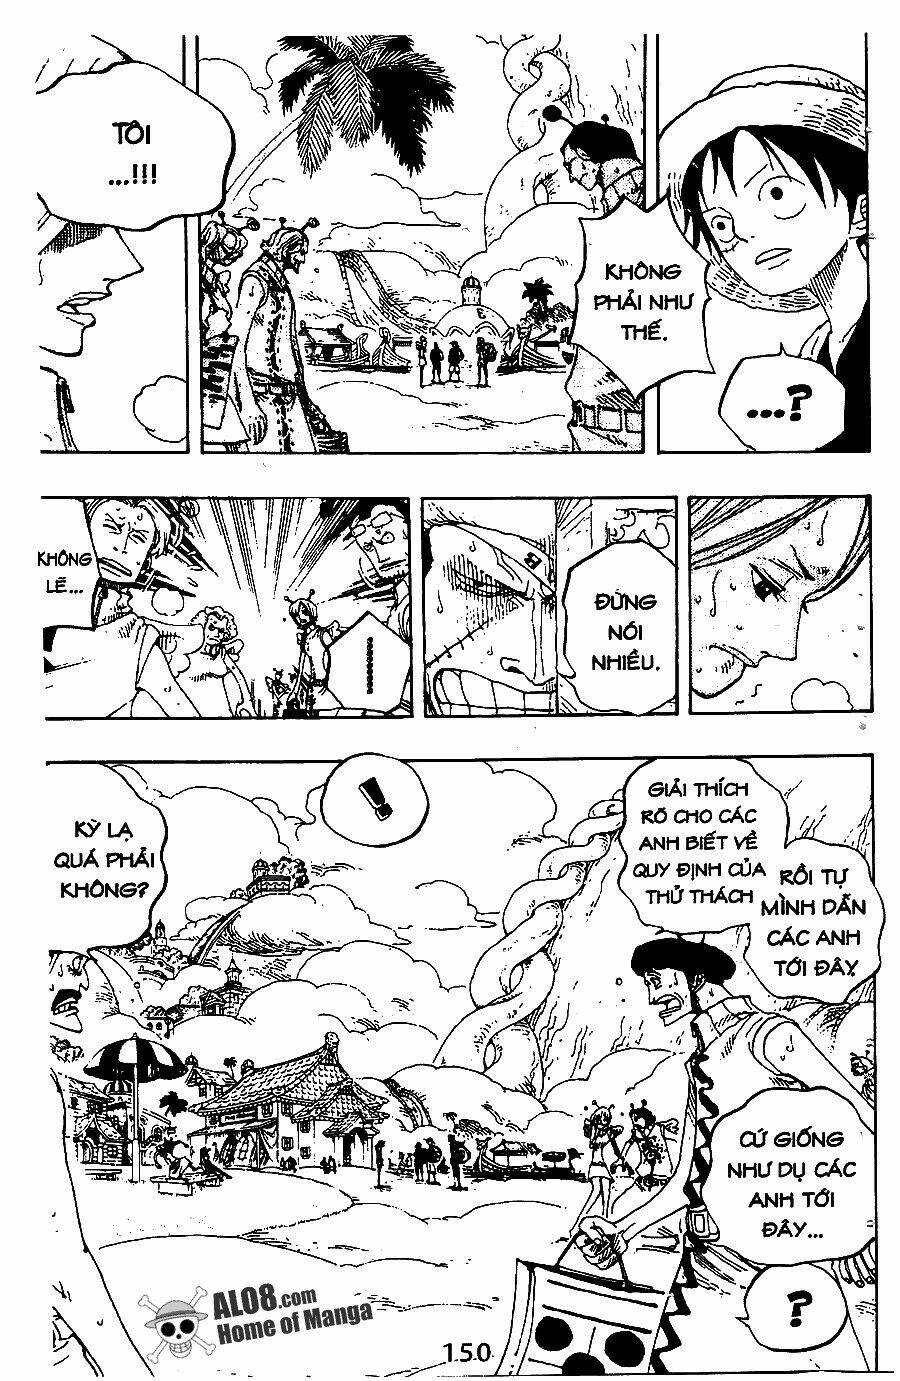 TÔI
...!!!
KHÔNG
PHẢI NHƯ
THẾ.
...?
KHÔNG
LẼ...
.........
ĐỪNG
NÓI
NHIỀU.
!
KỲ LẠ
QUÁ PHẢI
KHÔNG?
GIẢI THÍCH
RÕ CHO CÁC
ANH BIẾT VỀ
QUY ĐỊNH CỦA
THỬ THÁCH
RỒI TỰ
MÌNH DẪN
CÁC ANH
TỚI ĐÂY.
CỨ GIỐNG
NHƯ DỤ CÁC
ANH TỚI
ĐÂY...
?
AL08.com
Home of Manga
150